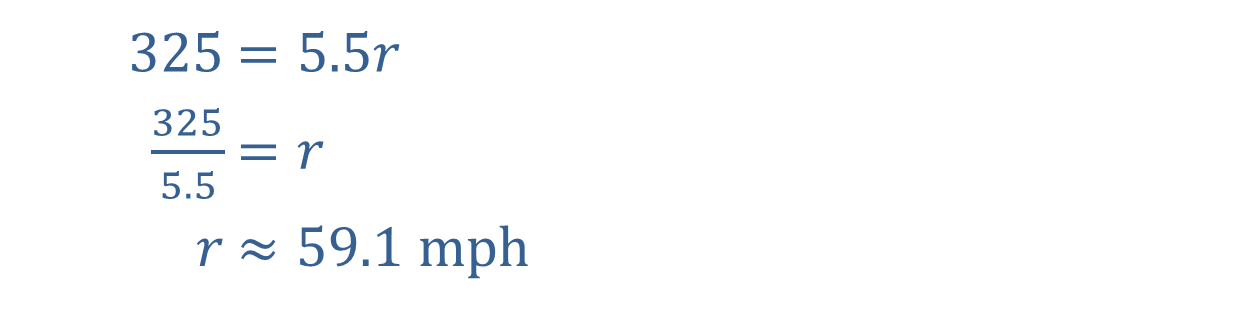 325 = 5.5r
325/5.5 = r
r ≈ 59.1 mph